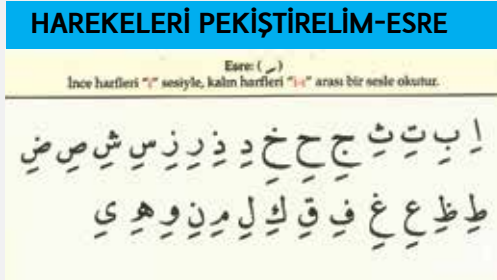 HAREKELERİ PEKİŞTİRELİM-ESRE
Esre: ( ـِ )
İnce harfleri "i" sesiyle, kalın harfleri "ı-i" arası bir sesle okutur.
اِ بِ تِ ثِ جِ حِ خِ دِ ذِ رِ زِ سِ شِ صِ ضِ
طِ ظِ عِ غِ فِ قِ كِ لِ مِ نِ وِ هِ يِ